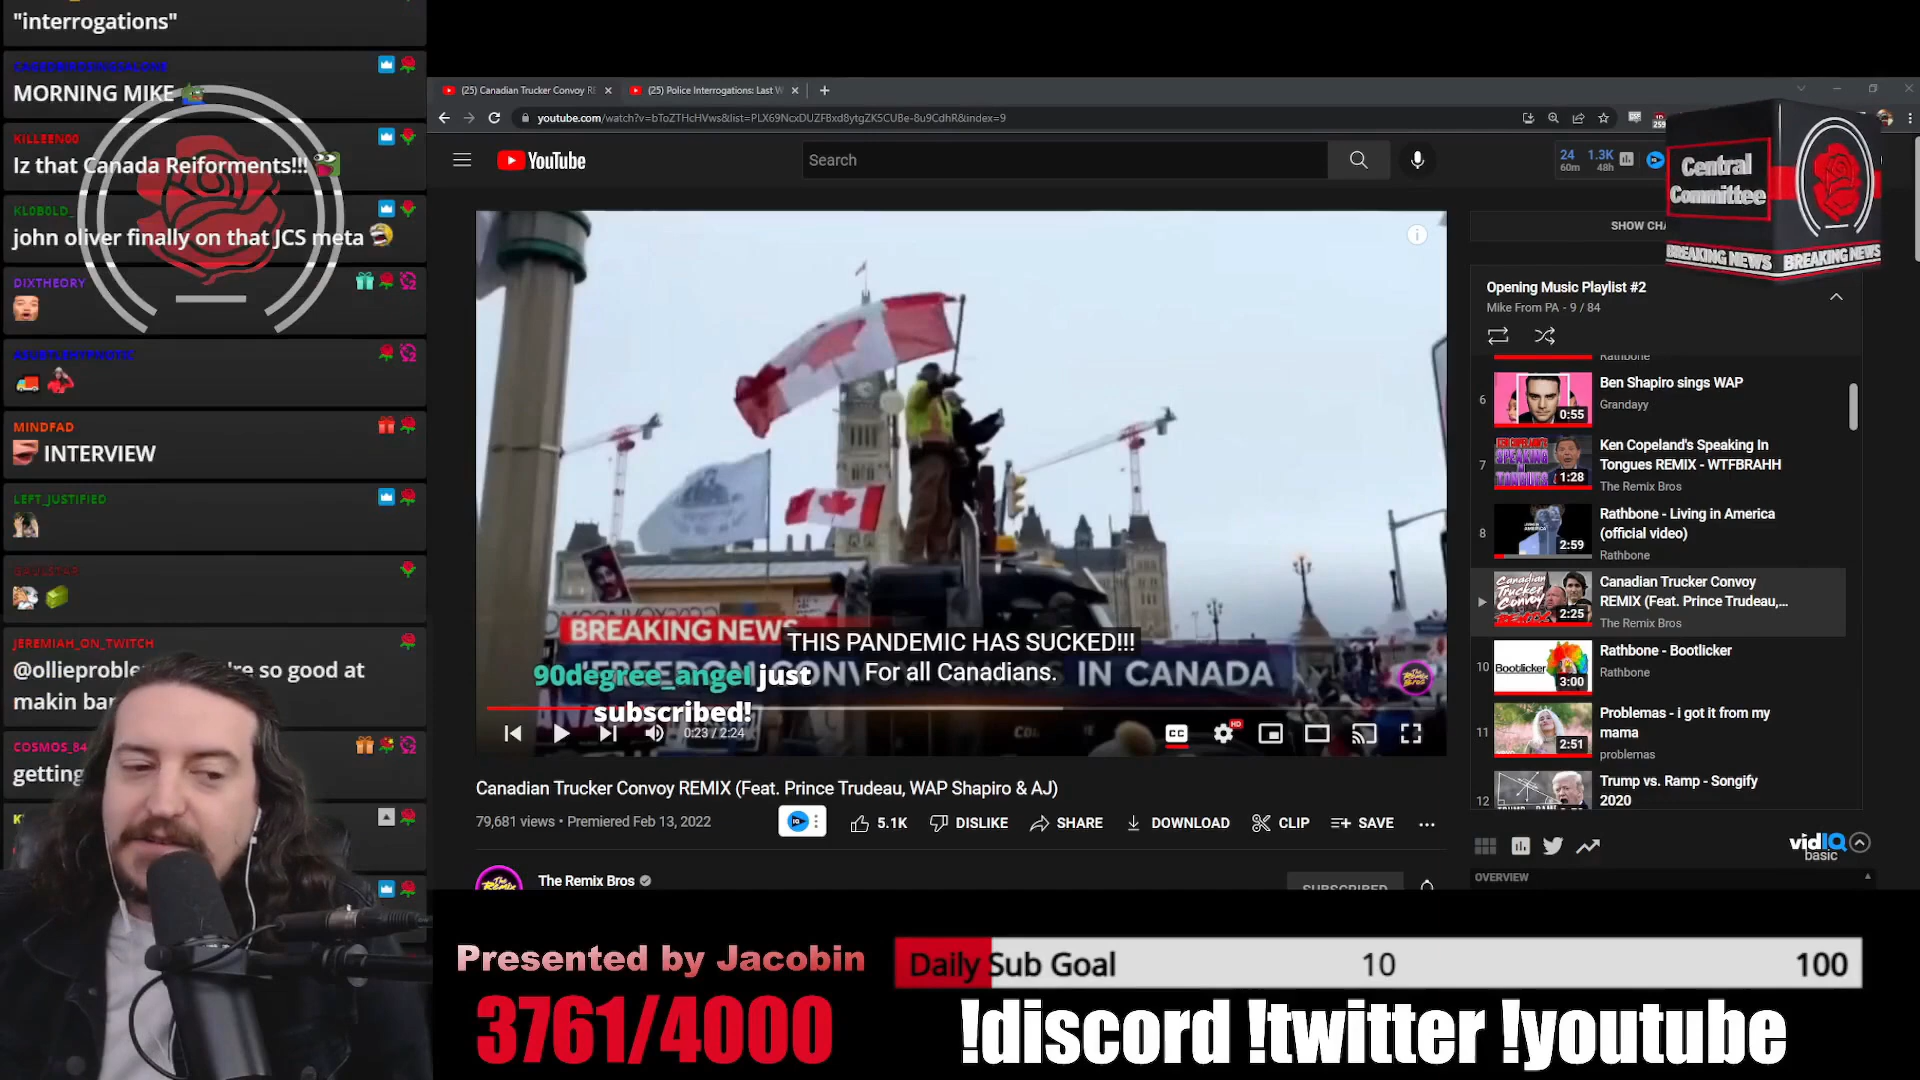 "interrogations"
MORNING MIKE
KILLEEN00
Iz that Canada Reiforments!!!
KL0B0LD_
john oliver finally on that JCS meta
DIXTHEORY
MINDFAD
INTERVIEW
LEFT_JUSTIFIED
JEREMIAH_ON_TWITCH
so good at
makin
COSMOS_84
getting
(25) Canadian Trucker Convoy RE
(25) Police Interrogations: Last W
youtube.com/watch?v=bToZTHcHVws&list=PLX69NcxDUZFBxd8ytgZK5CUBe-8u9CdhR&index=9
259
YouTube
Search
24
60m
1.3K
48h
Central
Committee
BREAKING NEWS
BREAKING NEWS
SHOW
BREAKING NEWS
THIS PANDEMIC HAS SUCKED!!!
For all Canadians.
IN CANADA
90degree_angel just
subscribed!
0:23 / 2:24
CC
HD
Canadian Trucker Convoy REMIX (Feat. Prince Trudeau, WAP Shapiro & AJ)
79,681 views • Premiered Feb 13, 2022
5.1K
DISLIKE
SHARE
DOWNLOAD
CLIP
SAVE
The Remix Bros
SUBSCRIBED
Opening Music Playlist #2
Mike From PA - 9 / 84
Rathbone
6
0:55
Ben Shapiro sings WAP
Grandayy
7
1:28
Ken Copeland's Speaking In
Tongues REMIX - WTFBRAHH
The Remix Bros
8
2:59
Rathbone - Living in America
(official video)
Rathbone
Canadian
Trucker
Convoy
REMIX
2:25
Canadian Trucker Convoy
REMIX (Feat. Prince Trudeau,...
The Remix Bros
10
Bootlicker
3:00
Rathbone - Bootlicker
Rathbone
11
2:51
Problemas - i got it from my
mama
problemas
12
Trump vs. Ramp - Songify
2020
vidIQ
basic
OVERVIEW
Presented by Jacobin
3761/4000
Daily Sub Goal
10
100
!discord !twitter !youtube